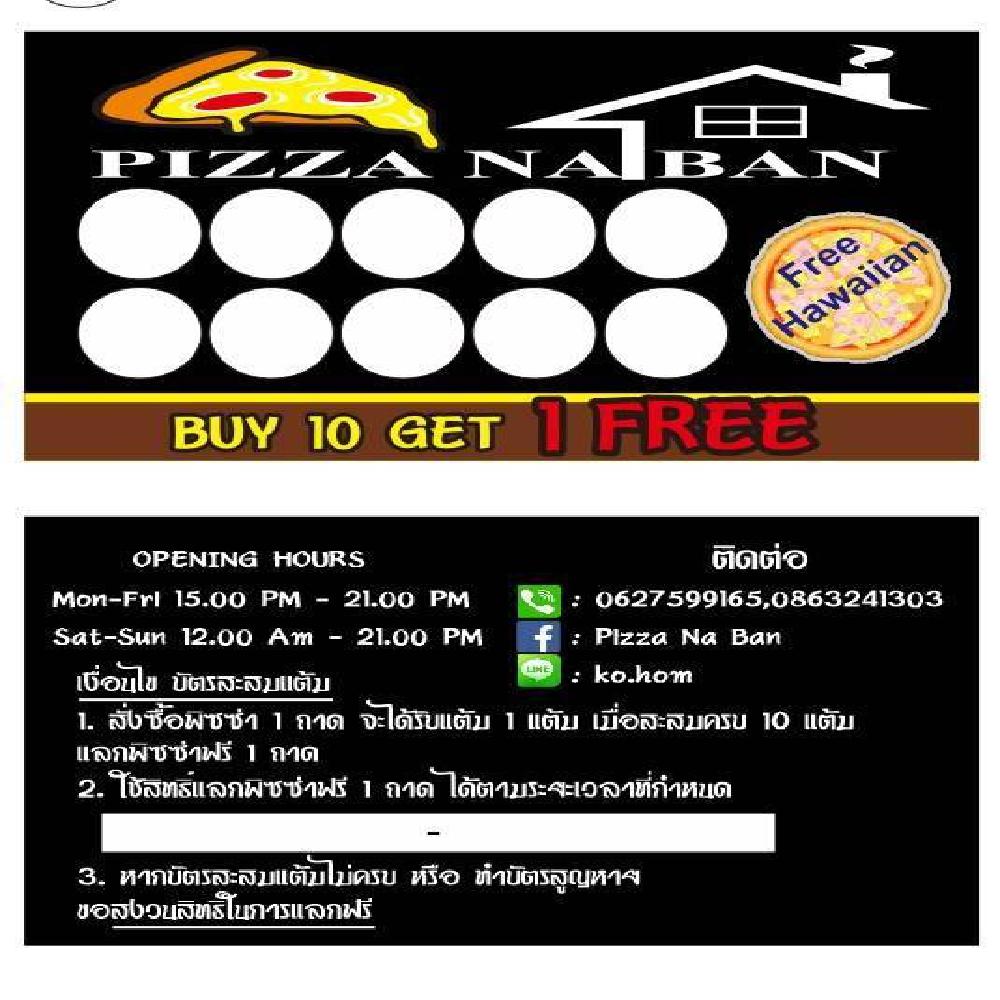 PIZZA NA BAN
Free
Hawaiian
BUY 10 GET 1 FREE
OPENING HOURS
Mon-Fri 15.00 PM - 21.00 PM
Sat-Sun 12.00 Am - 21.00 PM
ติดต่อ
: 0627599165,0863241303
: Pizza Na Ban
LINE : ko.hom
เงื่อนไข บัตรสะสมแต้ม
1. สั่งซื้อพิซซ่า 1 ถาด จะได้รับแต้ม 1 แต้ม เมื่อสะสมครบ 10 แต้ม
แลกพิซซ่าฟรี 1 ถาด
2. ใช้สิทธิ์แลกพิซซ่าฟรี 1 ถาด ได้ตามระยะเวลาที่กำหนด
-
3. หากบัตรสะสมแต้มไม่ครบ หรือ ทำบัตรสูญหาย
ขอสงวนสิทธิ์ในการแลกฟรี